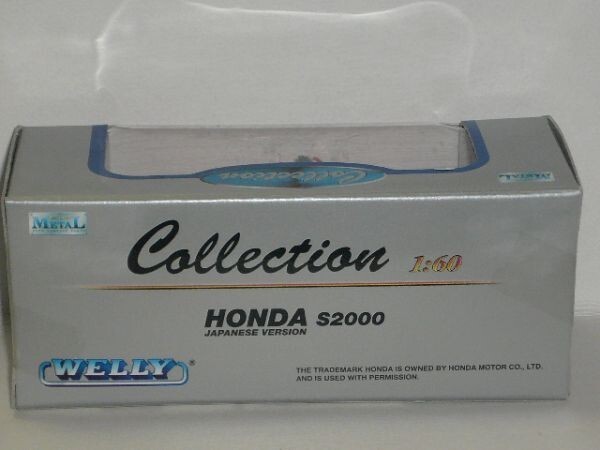 Collection
METAL
METAL
Collection 1:60
HONDA S2000
JAPANESE VERSION
WELLY®
THE TRADEMARK HONDA IS OWNED BY HONDA MOTOR CO., LTD.
AND IS USED WITH PERMISSION.